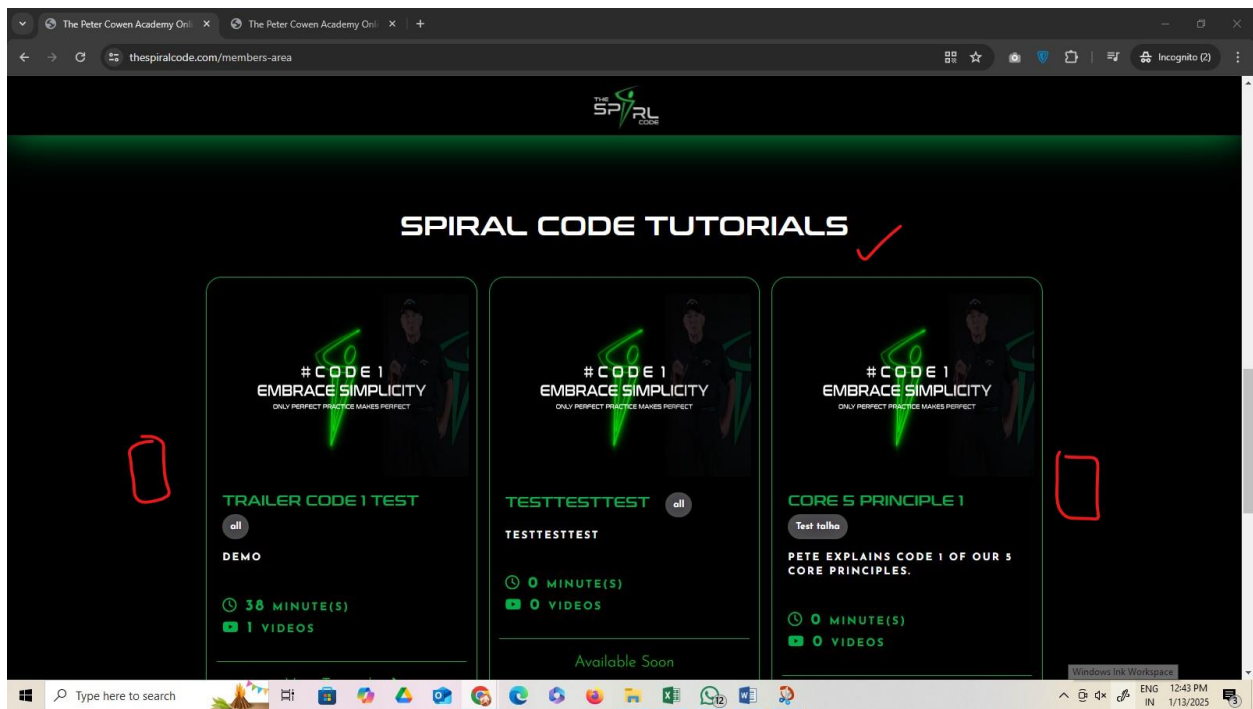 The Peter Cowen Academy Onli
The Peter Cowen Academy Onli
thespiralcode.com/members-area
Incognito (2)
THE
SPIRL
CODE
SPIRAL CODE TUTORIALS
#CODE 1
EMBRACE SIMPLICITY
ONLY PERFECT PRACTICE MAKES PERFECT
TRAILER CODE 1 TEST
all
DEMO
38 MINUTE(S)
1 VIDEOS
#CODE 1
EMBRACE SIMPLICITY
ONLY PERFECT PRACTICE MAKES PERFECT
TESTTESTTEST all
TESTTESTTEST
0 MINUTE(S)
0 VIDEOS
Available Soon
#CODE 1
EMBRACE SIMPLICITY
ONLY PERFECT PRACTICE MAKES PERFECT
CORE 5 PRINCIPLE 1
Test talha
PETE EXPLAINS CODE 1 OF OUR 5
CORE PRINCIPLES.
0 MINUTE(S)
0 VIDEOS
Windows Ink Workspace
Type here to search
12
ENG
IN
12:43 PM
1/13/2025
3